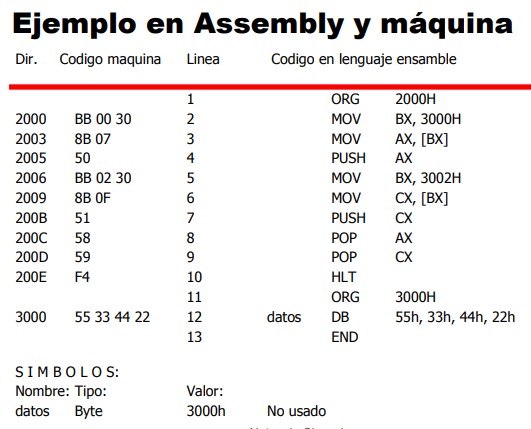 Ejemplo en Assembly y máquina
Dir. Codigo maquina Linea Codigo en lenguaje ensamble
1 ORG 2000H
2000 BB 00 30 2 MOV BX, 3000H
2003 8B 07 3 MOV AX, [BX]
2005 50 4 PUSH AX
2006 BB 02 30 5 MOV BX, 3002H
2009 8B 0F 6 MOV CX, [BX]
200B 51 7 PUSH CX
200C 58 8 POP AX
200D 59 9 POP CX
200E F4 10 HLT
11 ORG 3000H
3000 55 33 44 22 12 datos DB 55h, 33h, 44h, 22h
13 END
S I M B O L O S:
Nombre: Tipo: Valor:
datos Byte 3000h No usado